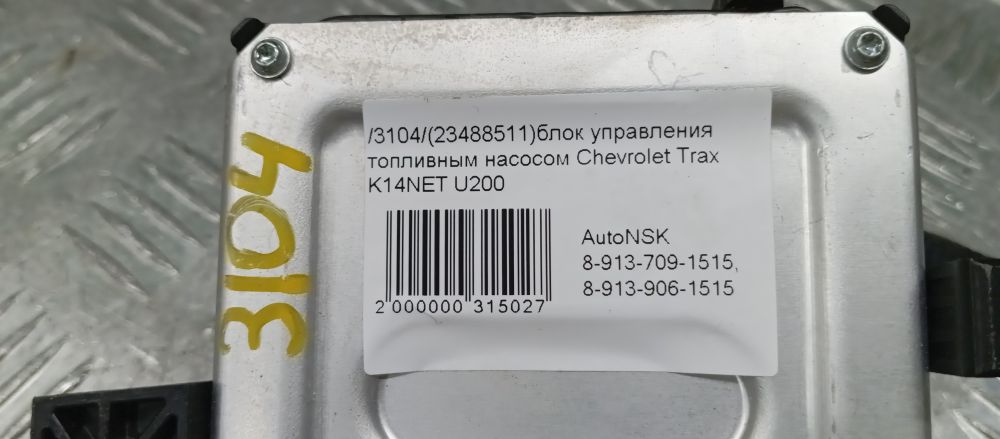 3104
/3104/(23488511)блок управления
топливным насосом Chevrolet Trax
K14NET U200
AutoNSK
8-913-709-1515,
8-913-906-1515
2 000000 315027